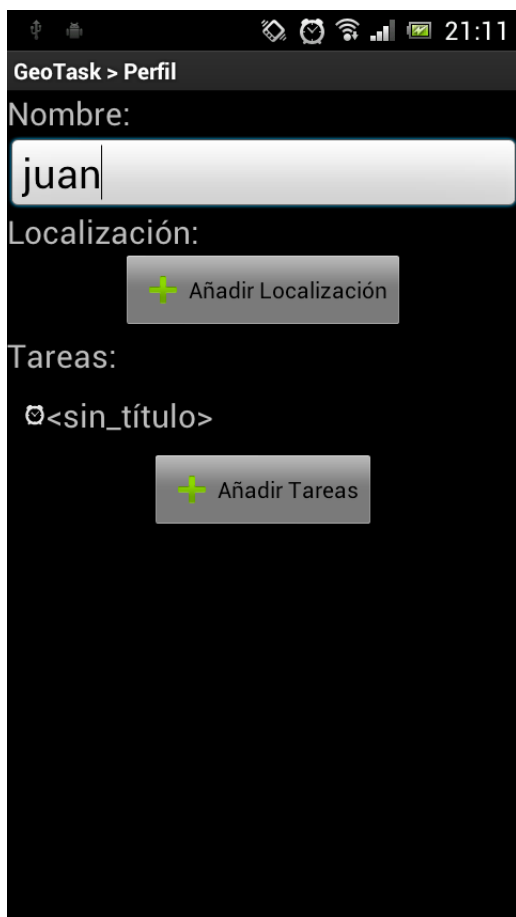 21:11
GeoTask > Perfil
Nombre:
juan
Localización:
Añadir Localización
Tareas:
<sin_título>
Añadir Tareas